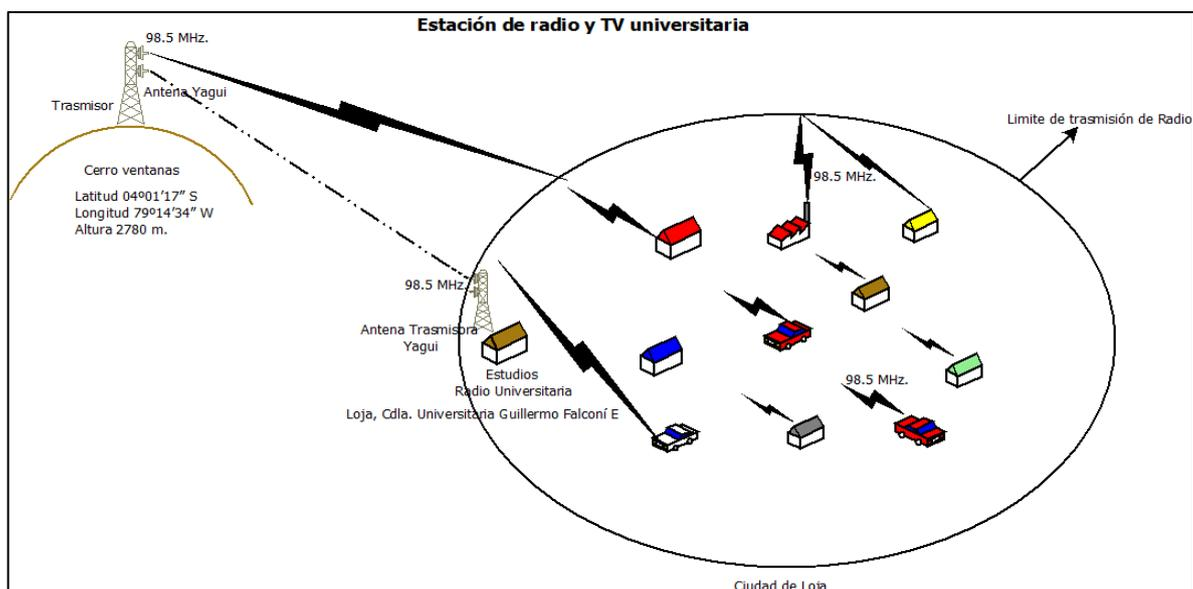 Estación de radio y TV universitaria
98.5 MHz.
Antena Yagui
Trasmisor
Cerro ventanas
Latitud 04º01'17" S
Longitud 79º14'34" W
Altura 2780 m.
Limite de trasmisión de Radio
98.5 MHz.
98.5 MHz.
Antena Trasmisora
Yagui
Estudios
Radio Universitaria
Loja, Cdla. Universitaria Guillermo Falconí E
98.5 MHz.
Ciudad de Loja